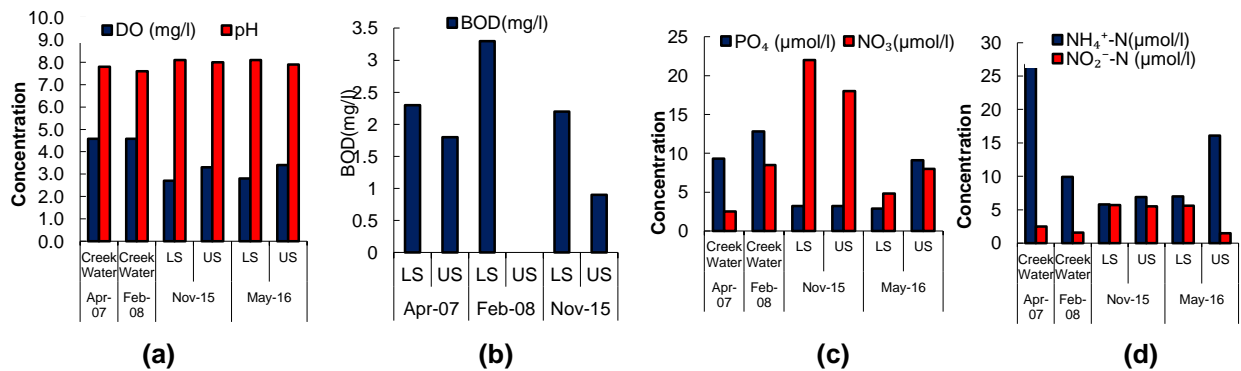 DO (mg/l) pH
Concentration
9.0
8.0
7.0
6.0
5.0
4.0
3.0
2.0
1.0
0.0
Creek Water
Creek Water
LS
US
LS
US
Apr-07
Feb-08
Nov-15
May-16
(a)
BOD(mg/l)
BOD(mg/l)
3.5
3
2.5
2
1.5
1
0.5
0
LS
US
LS
US
LS
US
Apr-07
Feb-08
Nov-15
(b)
PO₄ (µmol/l) NO₃(µmol/l)
Concentration
25
20
15
10
5
0
Creek Water
Creek Water
LS
US
LS
US
Apr-07
Feb-08
Nov-15
May-16
(c)
NH₄⁺-N(µmol/l)
NO₂⁻-N (µmol/l)
Concentration
30
25
20
15
10
5
0
Creek Water
Creek Water
LS
US
LS
US
Apr-07
Feb-08
Nov-15
May-16
(d)